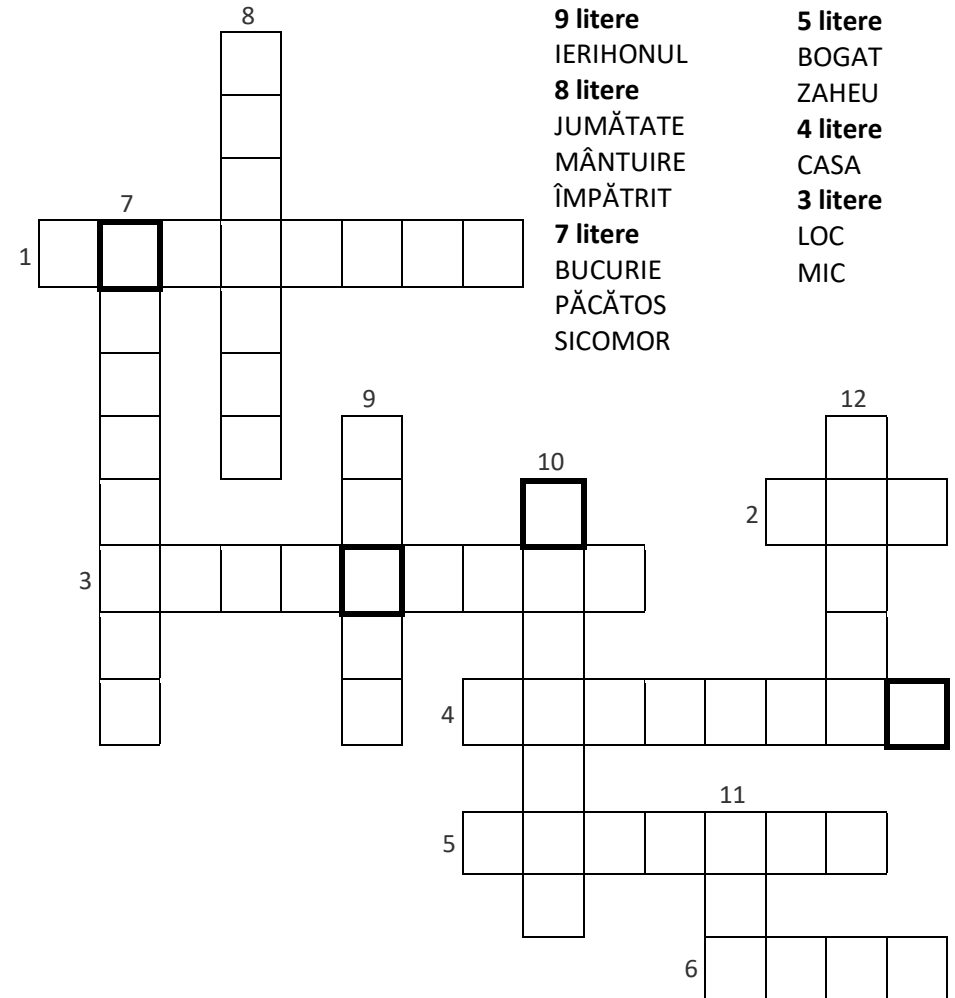 9 litere
IERIHONUL
8 litere
JUMĂTATE
MÂNTUIRE
ÎMPĂTRIT
7 litere
BUCURIE
PĂCĂTOS
SICOMOR
5 litere
BOGAT
ZAHEU
4 litere
CASA
3 litere
LOC
MIC
8
7
1
9
12
10
2
3
4
11
5
6